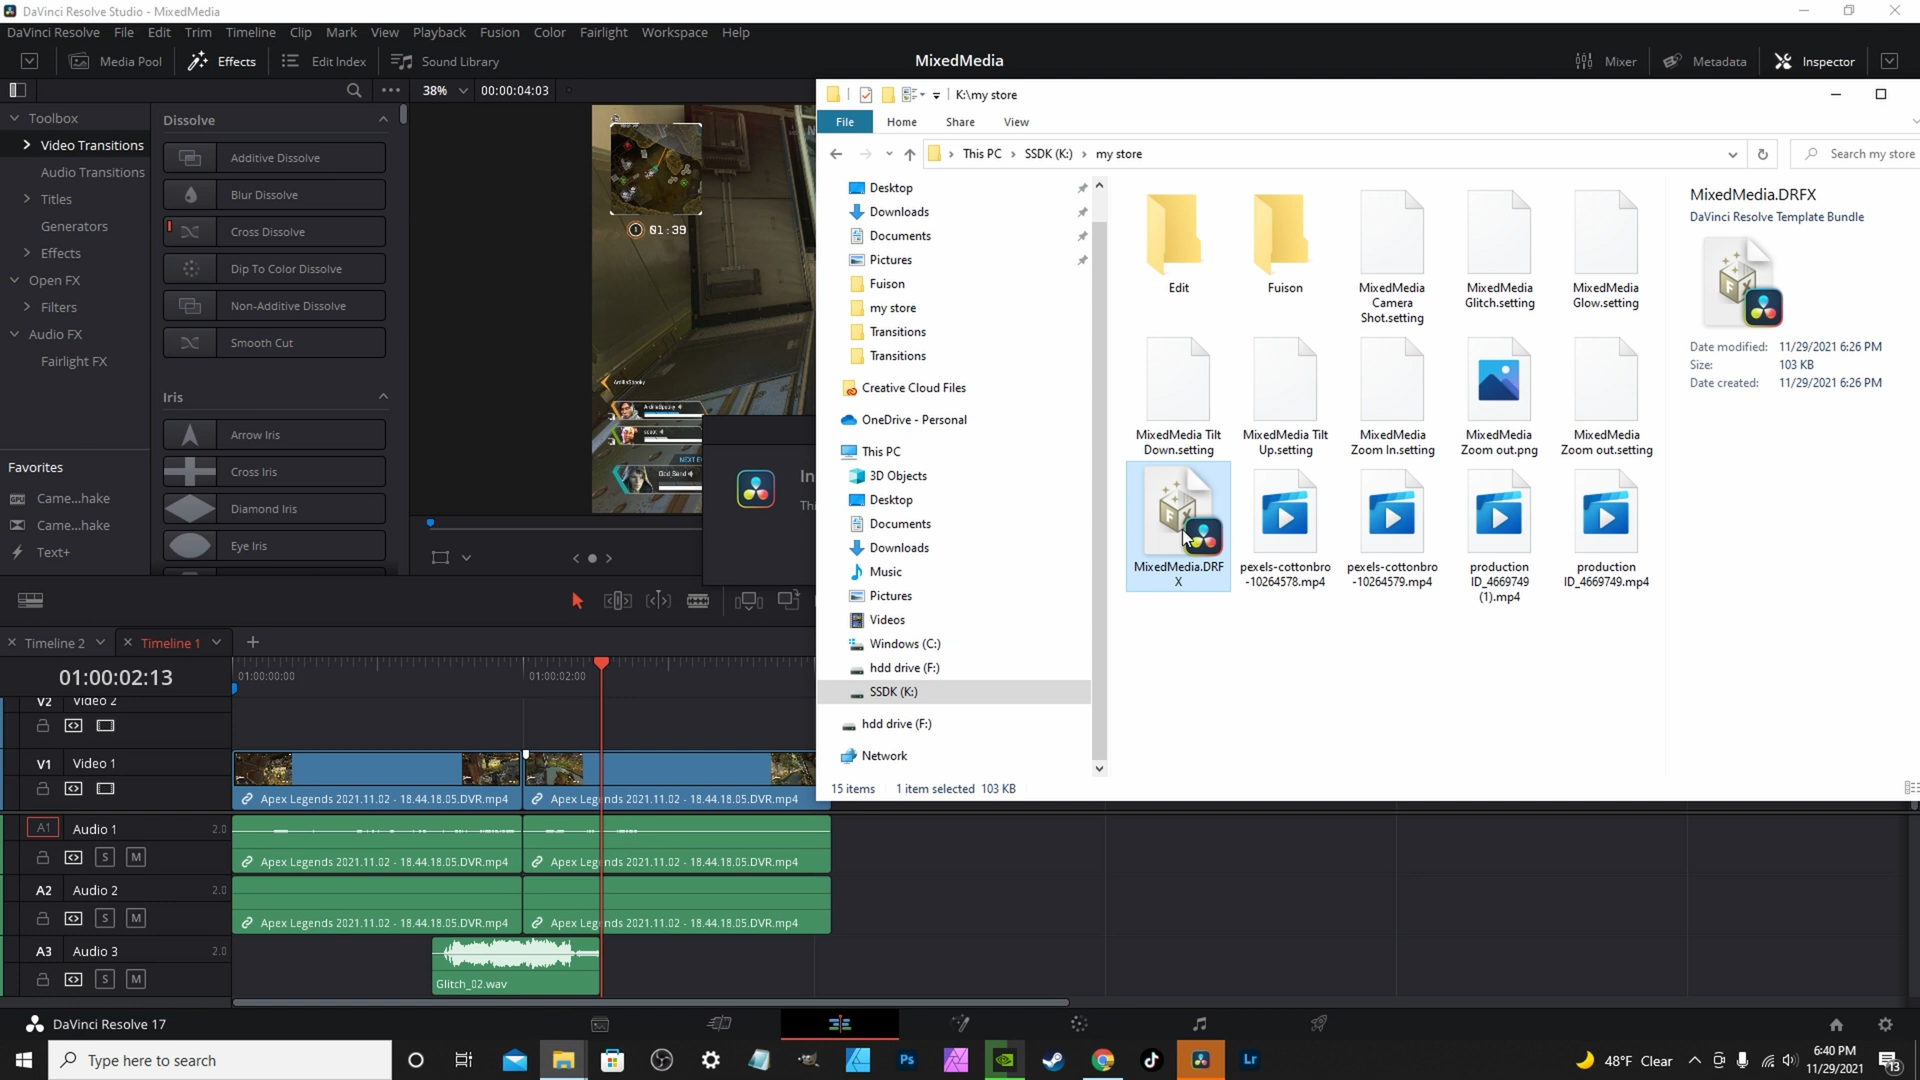 DaVinci Resolve Studio - MixedMedia
DaVinci Resolve File Edit Trim Timeline Clip Mark View Playback Fusion Color Fairlight Workspace Help
Media Pool Effects Edit Index Sound Library
MixedMedia
Mixer Metadata Inspector
38% 00:00:04:03
Toolbox
Video Transitions
Audio Transitions
Titles
Generators
Effects
Open FX
Filters
Audio FX
Fairlight FX
Favorites
Came...hake
Came...hake
Text+
Dissolve
Additive Dissolve
Blur Dissolve
Cross Dissolve
Dip To Color Dissolve
Non-Additive Dissolve
Smooth Cut
Iris
Arrow Iris
Cross Iris
Diamond Iris
Eye Iris
01:39
In
Thi
K:\my store
File Home Share View
This PC SSDK (K:) my store
Search my store
Desktop
Downloads
Documents
Pictures
Fuison
my store
Transitions
Transitions
Creative Cloud Files
OneDrive - Personal
This PC
3D Objects
Desktop
Documents
Downloads
Music
Pictures
Videos
Windows (C:)
hdd drive (F:)
SSDK (K:)
hdd drive (F:)
Network
Edit
Fuison
MixedMedia
Camera
Shot.setting
MixedMedia
Glitch.setting
MixedMedia
Glow.setting
MixedMedia Tilt
Down.setting
MixedMedia Tilt
Up.setting
MixedMedia
Zoom In.setting
MixedMedia
Zoom out.png
MixedMedia
Zoom out.setting
MixedMedia.DRF
X
pexels-cottonbro
-10264578.mp4
pexels-cottonbro
-10264579.mp4
production
ID_4669749
(1).mp4
production
ID_4669749.mp4
MixedMedia.DRFX
DaVinci Resolve Template Bundle
Date modified: 11/29/2021 6:26 PM
Size: 103 KB
Date created: 11/29/2021 6:26 PM
15 items 1 item selected 103 KB
Timeline 2 Timeline 1
01:00:02:13
01:00:00:00
01:00:02:00
V2 Video 2
V1 Video 1
Apex Legends 2021.11.02 - 18.44.18.05.DVR.mp4
Apex Legends 2021.11.02 - 18.44.18.05.DVR.mp4
A1 Audio 1 2.0
S M
Apex Legends 2021.11.02 - 18.44.18.05.DVR.mp4
Apex Legends 2021.11.02 - 18.44.18.05.DVR.mp4
A2 Audio 2 2.0
S M
Apex Legends 2021.11.02 - 18.44.18.05.DVR.mp4
Apex Legends 2021.11.02 - 18.44.18.05.DVR.mp4
A3 Audio 3 2.0
S M
Glitch_02.wav
DaVinci Resolve 17
Type here to search
Ps
Lr
48°F Clear
6:40 PM
11/29/2021
13